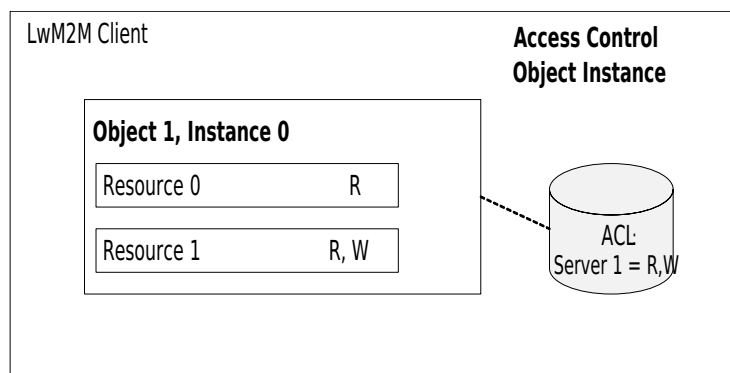 LwM2M Client
Access Control
Object Instance
Object 1, Instance 0
Resource 0 R
Resource 1 R, W
ACL:
Server 1 = R,W